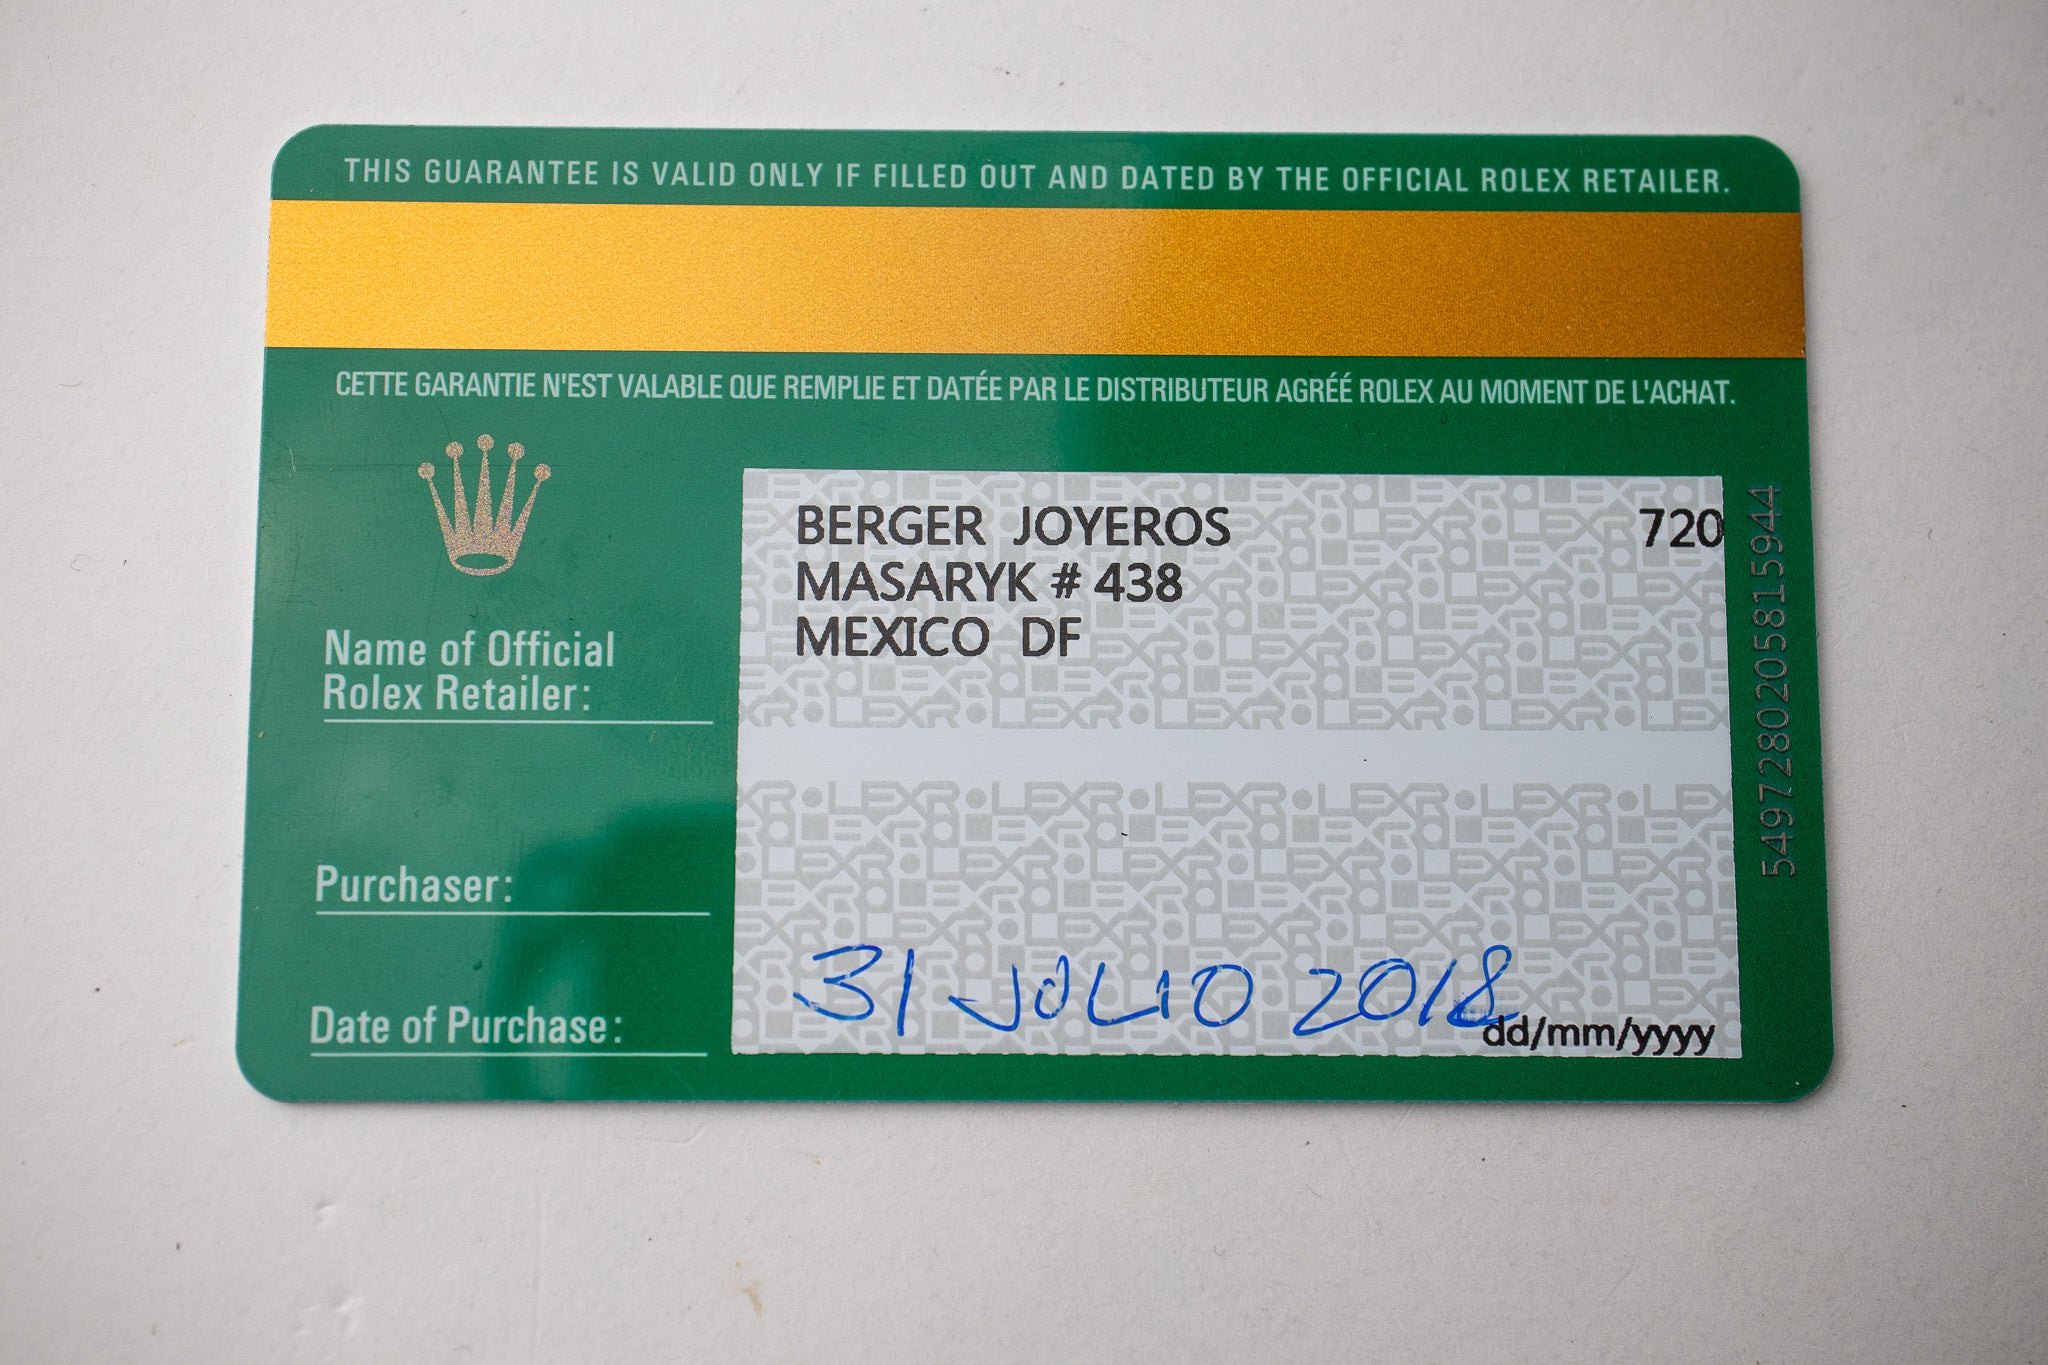 THIS GUARANTEE IS VALID ONLY IF FILLED OUT AND DATED BY THE OFFICIAL ROLEX RETAILER.
CETTE GARANTIE N'EST VALABLE QUE REMPLIE ET DATÉE PAR LE DISTRIBUTEUR AGRÉÉ ROLEX AU MOMENT DE L'ACHAT.
BERGER JOYEROS 720
MASARYK # 438
MEXICO DF
Name of Official
Rolex Retailer:
Purchaser:
Date of Purchase:
31 JULIO 2018
dd/mm/yyyy
5497280205815944